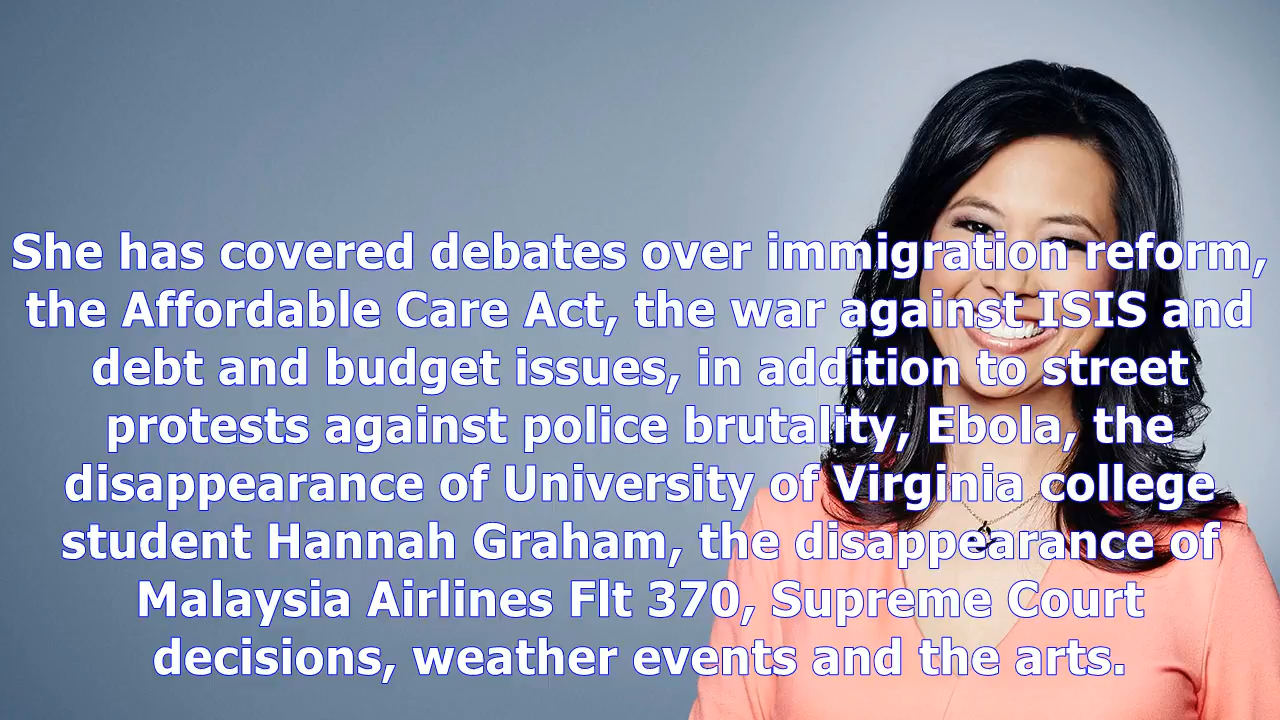 She has covered debates over immigration reform,
the Affordable Care Act, the war against ISIS and
debt and budget issues, in addition to street
protests against police brutality, Ebola, the
disappearance of University of Virginia college
student Hannah Graham, the disappearance of
Malaysia Airlines Flt 370, Supreme Court
decisions, weather events and the arts.